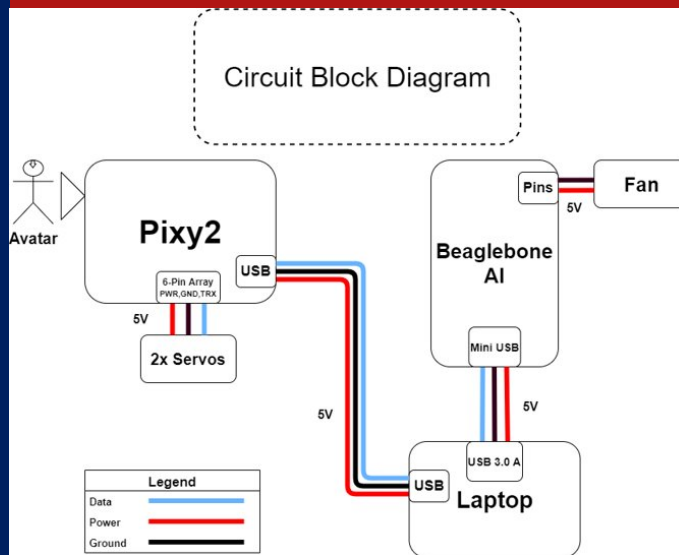 Circuit Block Diagram
Avatar
Pixy2
USB
6-Pin Array
PWR,GND,TRX
5V
2x Servos
Pins
5V
Fan
Beaglebone
AI
Mini USB
5V
5V
USB 3.0 A
USB
Laptop
Legend
Data
Power
Ground